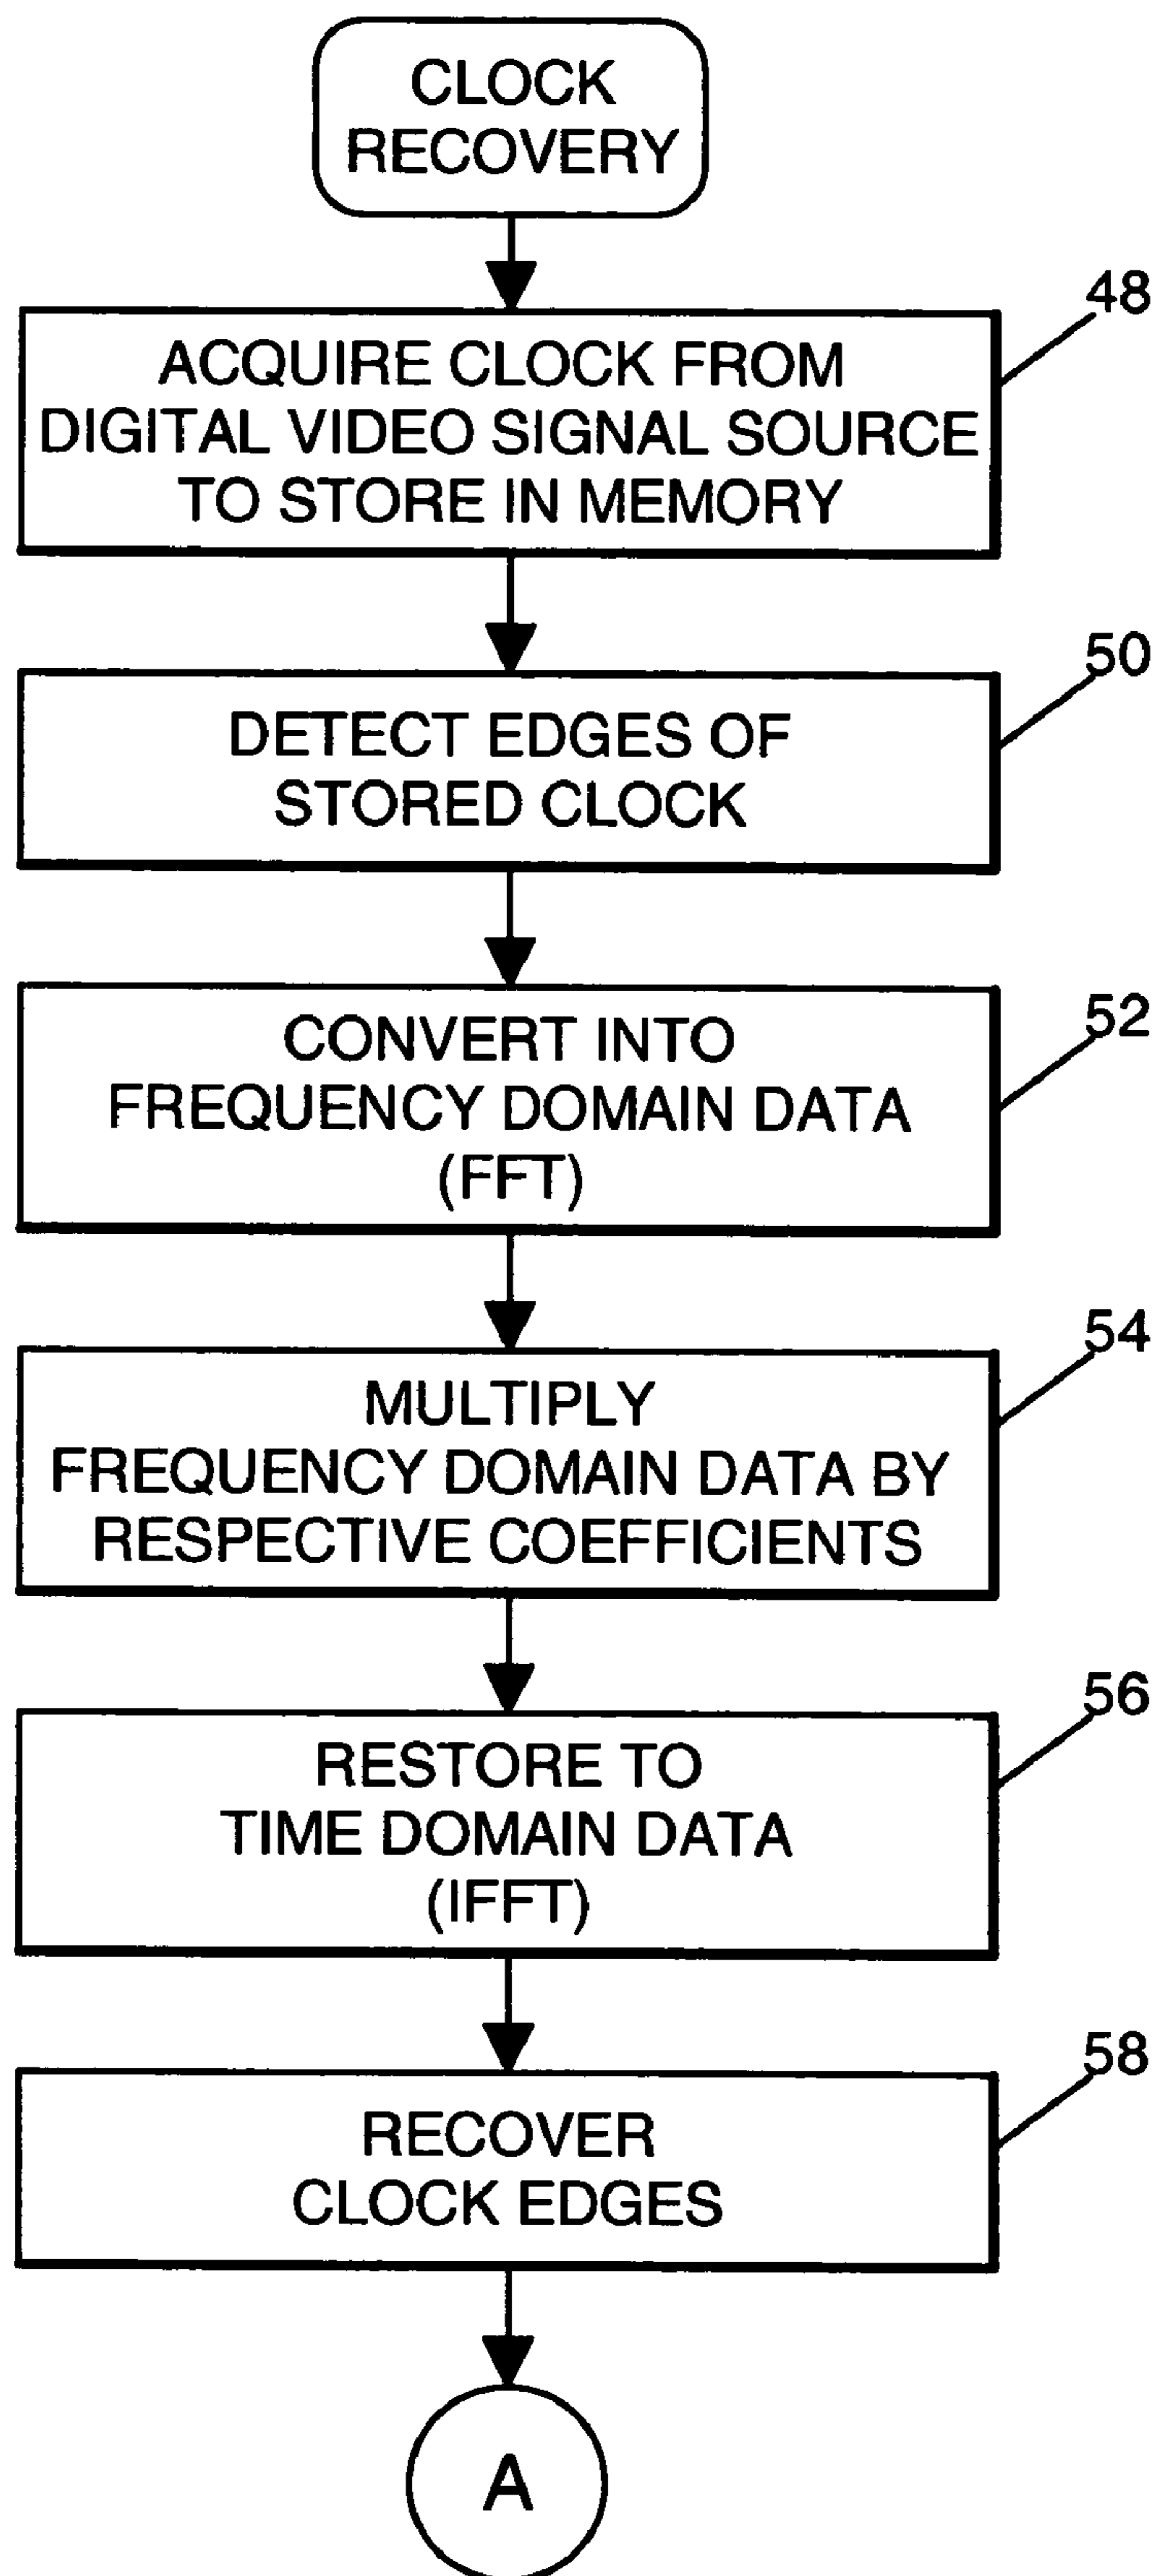 CLOCK
RECOVERY
48
ACQUIRE CLOCK FROM
DIGITAL VIDEO SIGNAL SOURCE
TO STORE IN MEMORY
50
DETECT EDGES OF
STORED CLOCK
52
CONVERT INTO
FREQUENCY DOMAIN DATA
(FFT)
54
MULTIPLY
FREQUENCY DOMAIN DATA BY
RESPECTIVE COEFFICIENTS
56
RESTORE TO
TIME DOMAIN DATA
(IFFT)
58
RECOVER
CLOCK EDGES
A